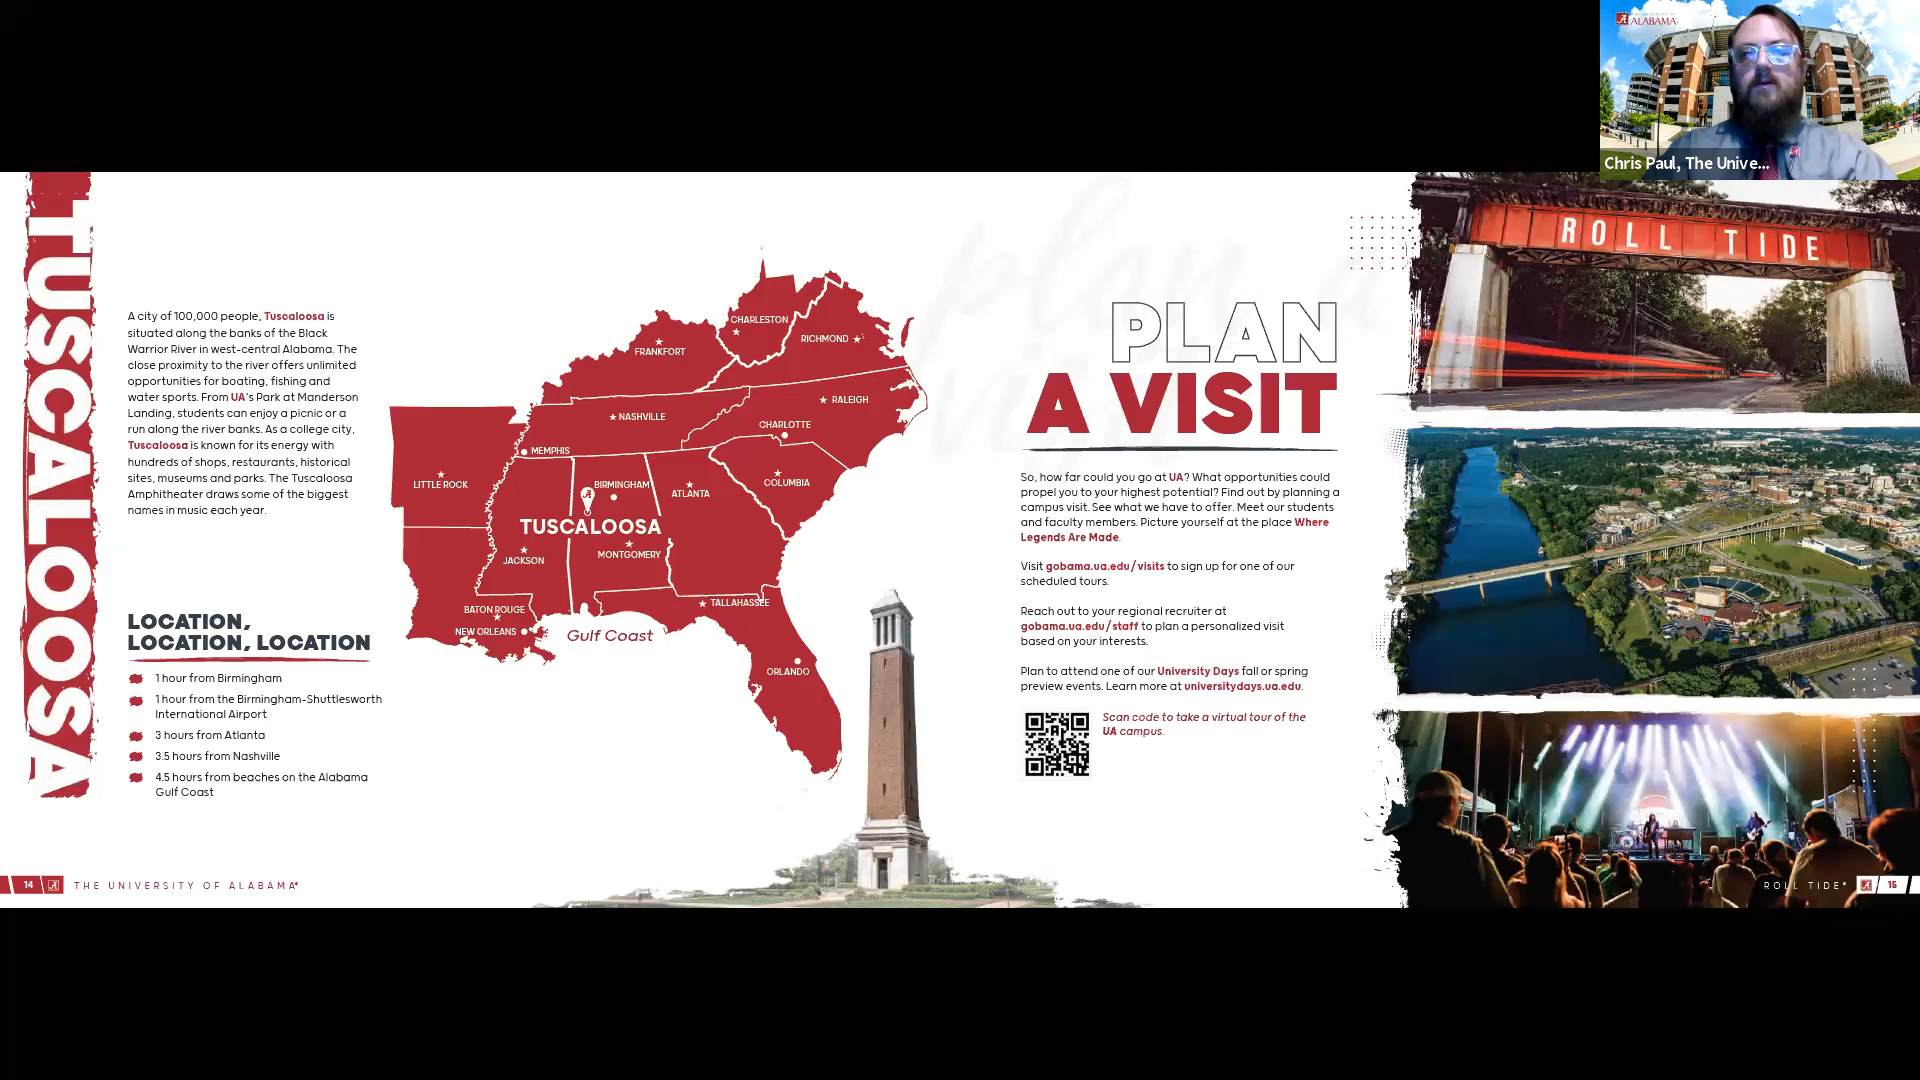 ALABAMA
Chris Paul, The Unive...
TUSCALOOSA
A city of 100,000 people, Tuscaloosa is
situated along the banks of the Black
Warrior River in west-central Alabama. The
close proximity to the river offers unlimited
opportunities for boating, fishing and
water sports. From UA's Park at Manderson
Landing, students can enjoy a picnic or a
run along the river banks. As a college city,
Tuscaloosa is known for its energy with
hundreds of shops, restaurants, historical
sites, museums and parks. The Tuscaloosa
Amphitheater draws some of the biggest
names in music each year.
LOCATION,
LOCATION, LOCATION
1 hour from Birmingham
1 hour from the Birmingham-Shuttlesworth
International Airport
3 hours from Atlanta
3.5 hours from Nashville
4.5 hours from beaches on the Alabama
Gulf Coast
CHARLESTON
RICHMOND
FRANKFORT
RALEIGH
NASHVILLE
CHARLOTTE
MEMPHIS
LITTLE ROCK
BIRMINGHAM
ATLANTA
COLUMBIA
TUSCALOOSA
JACKSON
MONTGOMERY
BATON ROUGE
TALLAHASSEE
NEW ORLEANS
Gulf Coast
ORLANDO
14
THE UNIVERSITY OF ALABAMA®
plan a
visit
PLAN
A VISIT
So, how far could you go at UA? What opportunities could
propel you to your highest potential? Find out by planning a
campus visit. See what we have to offer. Meet our students
and faculty members. Picture yourself at the place Where
Legends Are Made.
Visit gobama.ua.edu/visits to sign up for one of our
scheduled tours.
Reach out to your regional recruiter at
gobama.ua.edu/staff to plan a personalized visit
based on your interests.
Plan to attend one of our University Days fall or spring
preview events. Learn more at universitydays.ua.edu.
Scan code to take a virtual tour of the
UA campus.
ROLL TIDE
ROLL TIDE®
15